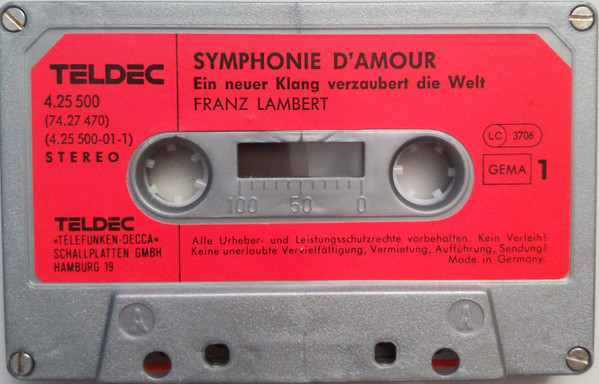 TELDEC
4.25 500
(74.27 470)
(4.25 500-01-1)
STEREO
SYMPHONIE D'AMOUR
Ein neuer Klang verzaubert die Welt
FRANZ LAMBERT
LC 3706
GEMA 1
100 50 0
TELDEC
»TELEFUNKEN-DECCA«
SCHALLPLATTEN GMBH
HAMBURG 19
Alle Urheber- und Leistungsschutzrechte vorbehalten. Kein Verleih!
Keine unerlaubte Vervielfältigung, Vermietung, Aufführung, Sendung!
Made in Germany.
A A